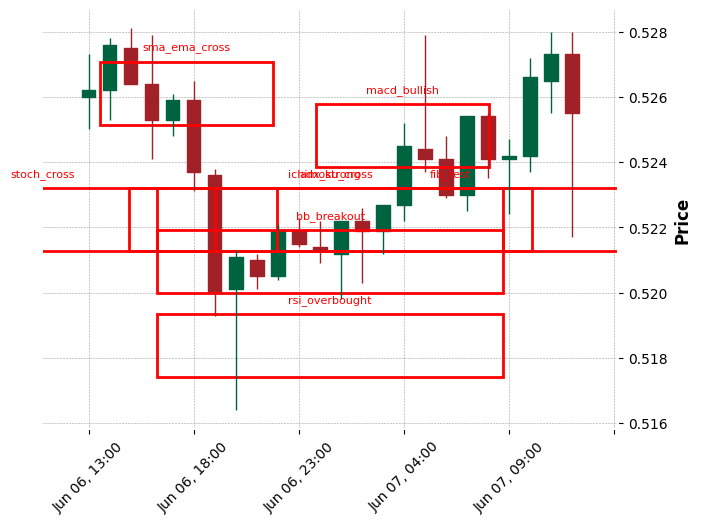 sma_ema_cross
macd_bullish
stoch_cross
bb_breakout
rsi_overbought
0.528
0.526
0.524
0.522
0.520
0.518
0.516
Price
Jun 06, 13:00
Jun 06, 18:00
Jun 06, 23:00
Jun 07, 04:00
Jun 07, 09:00